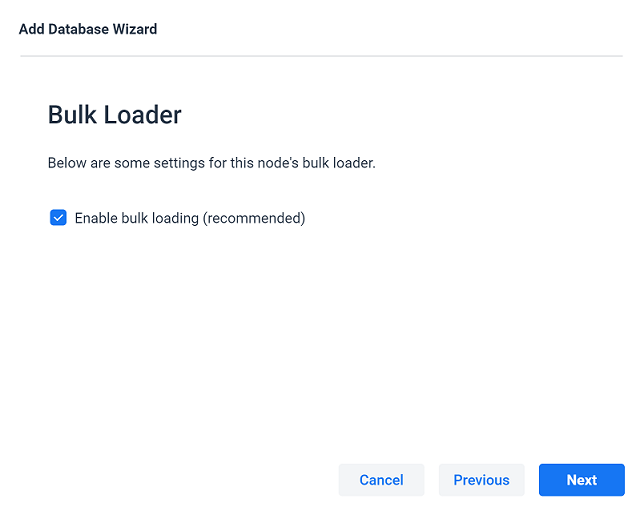 Add Database Wizard
Bulk Loader
Below are some settings for this node's bulk loader.
Enable bulk loading (recommended)
Cancel Previous Next